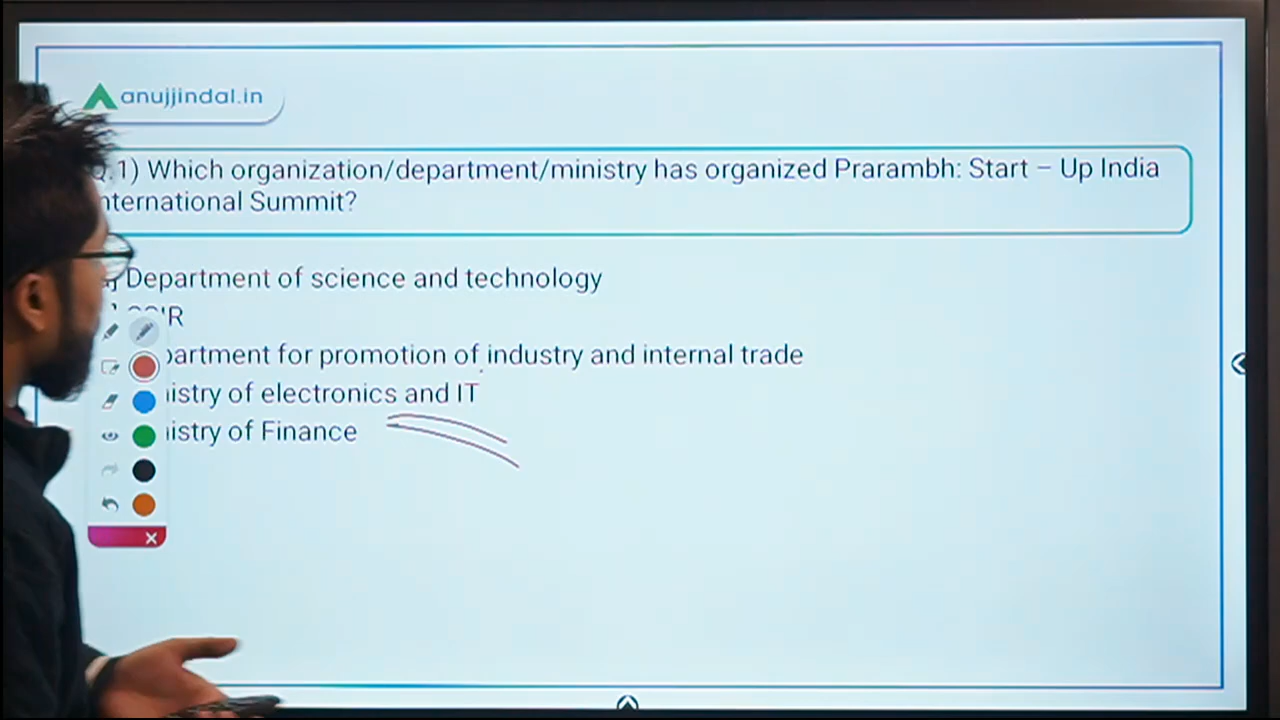 anujjindal.in
.1) Which organization/department/ministry has organized Prarambh: Start – Up India
nternational Summit?
Department of science and technology
partment for promotion of industry and internal trade
istry of electronics and IT
istry of Finance